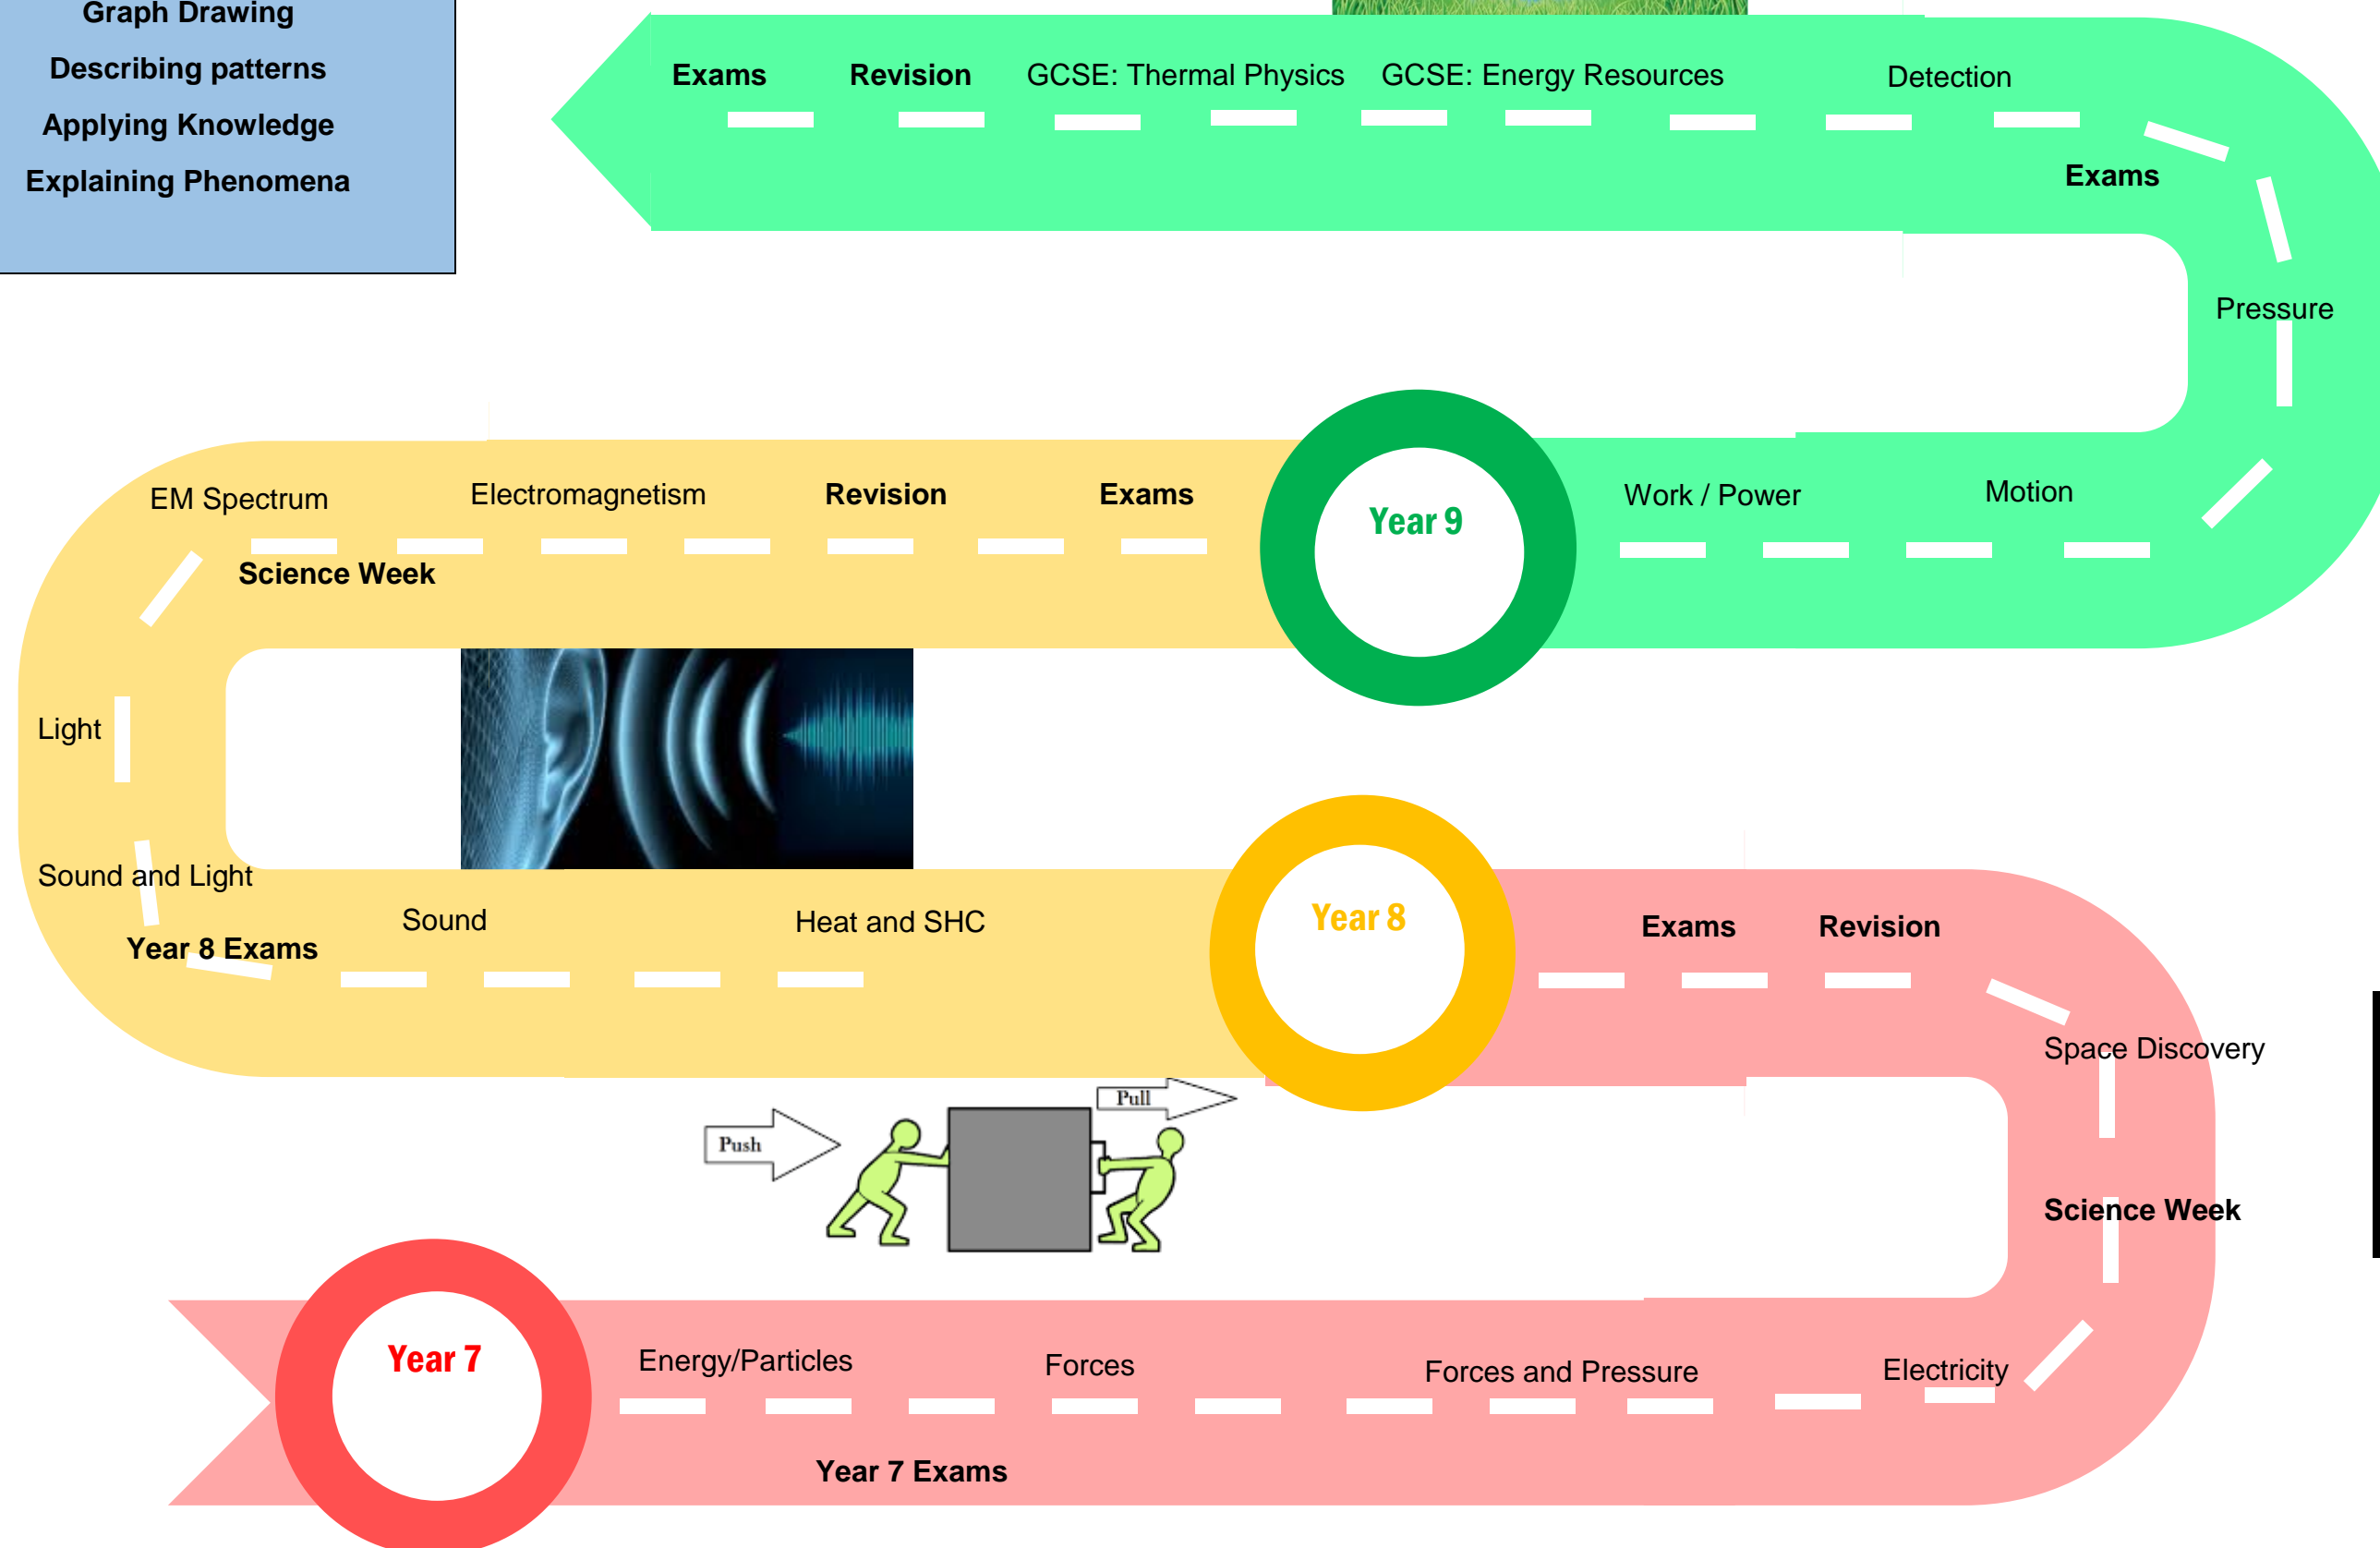 Graph Drawing
Describing patterns
Applying Knowledge
Explaining Phenomena
Exams
Revision
GCSE: Thermal Physics
GCSE: Energy Resources
Detection
Exams
Pressure
EM Spectrum
Electromagnetism
Revision
Exams
Year 9
Work / Power
Motion
Science Week
Light
Sound and Light
Year 8 Exams
Sound
Heat and SHC
Year 8
Exams
Revision
Space Discovery
Push
Pull
Science Week
Year 7
Energy/Particles
Forces
Forces and Pressure
Electricity
Year 7 Exams